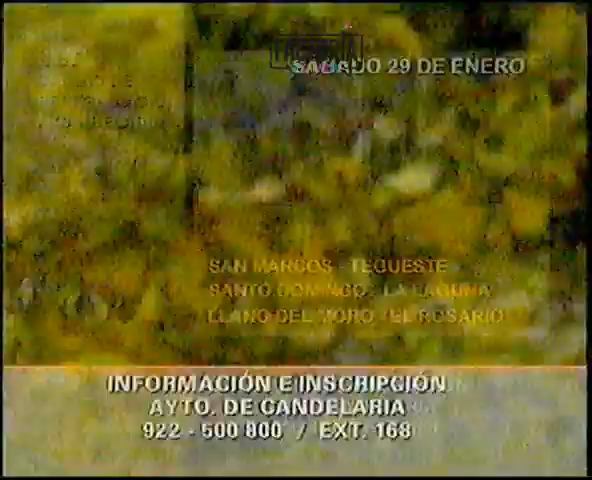 SÁBADO 29 DE ENERO
SAN MARCOS - TEGUESTE
SANTO DOMINGO - LA LAGUNA
LLANO DEL MORO - EL ROSARIO
INFORMACIÓN E INSCRIPCIÓN
AYTO. DE CANDELARIA
922 - 500 800 / EXT. 168